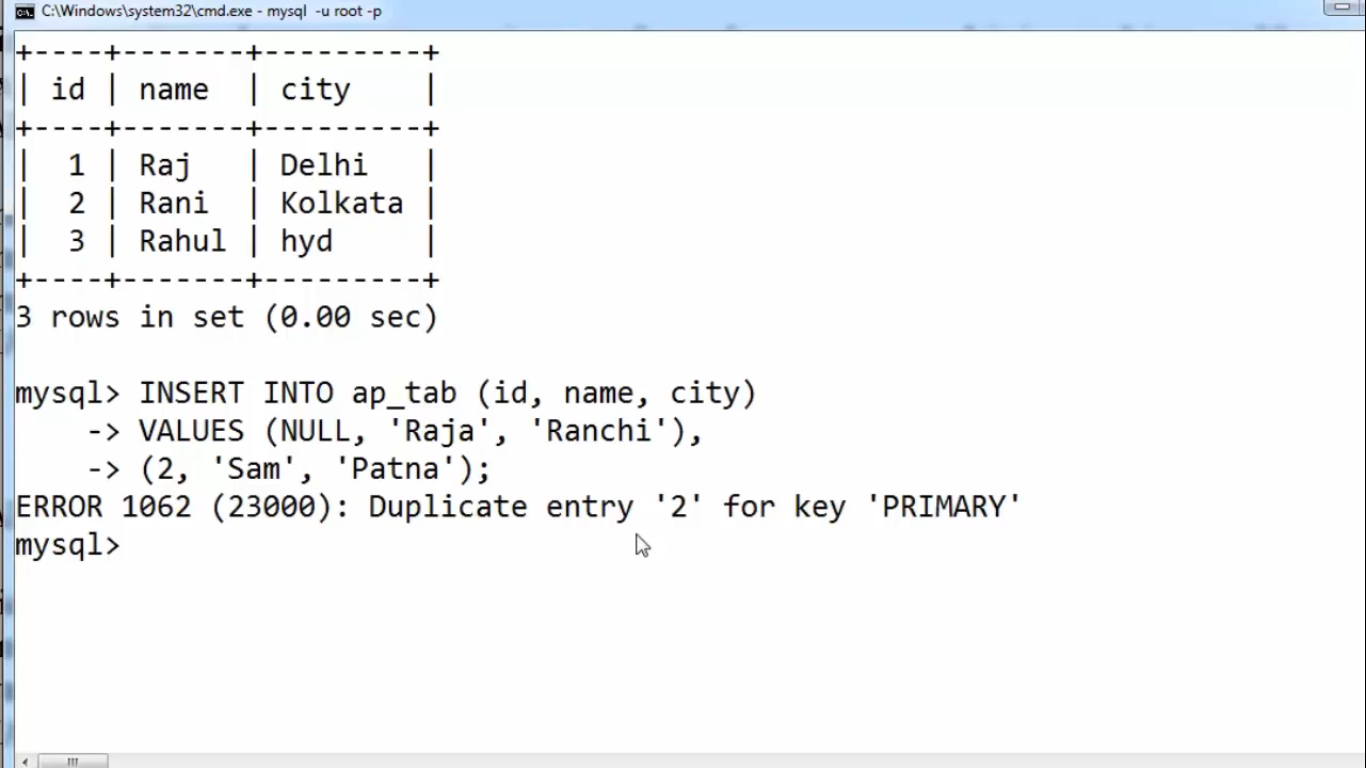 C:\Windows\system32\cmd.exe - mysql  -u root -p
+----+-------+---------+
| id | name  | city    |
+----+-------+---------+
|  1 | Raj   | Delhi   |
|  2 | Rani  | Kolkata |
|  3 | Rahul | hyd     |
+----+-------+---------+
3 rows in set (0.00 sec)
mysql> INSERT INTO ap_tab (id, name, city)
    -> VALUES (NULL, 'Raja', 'Ranchi'),
    -> (2, 'Sam', 'Patna');
ERROR 1062 (23000): Duplicate entry '2' for key 'PRIMARY'
mysql>